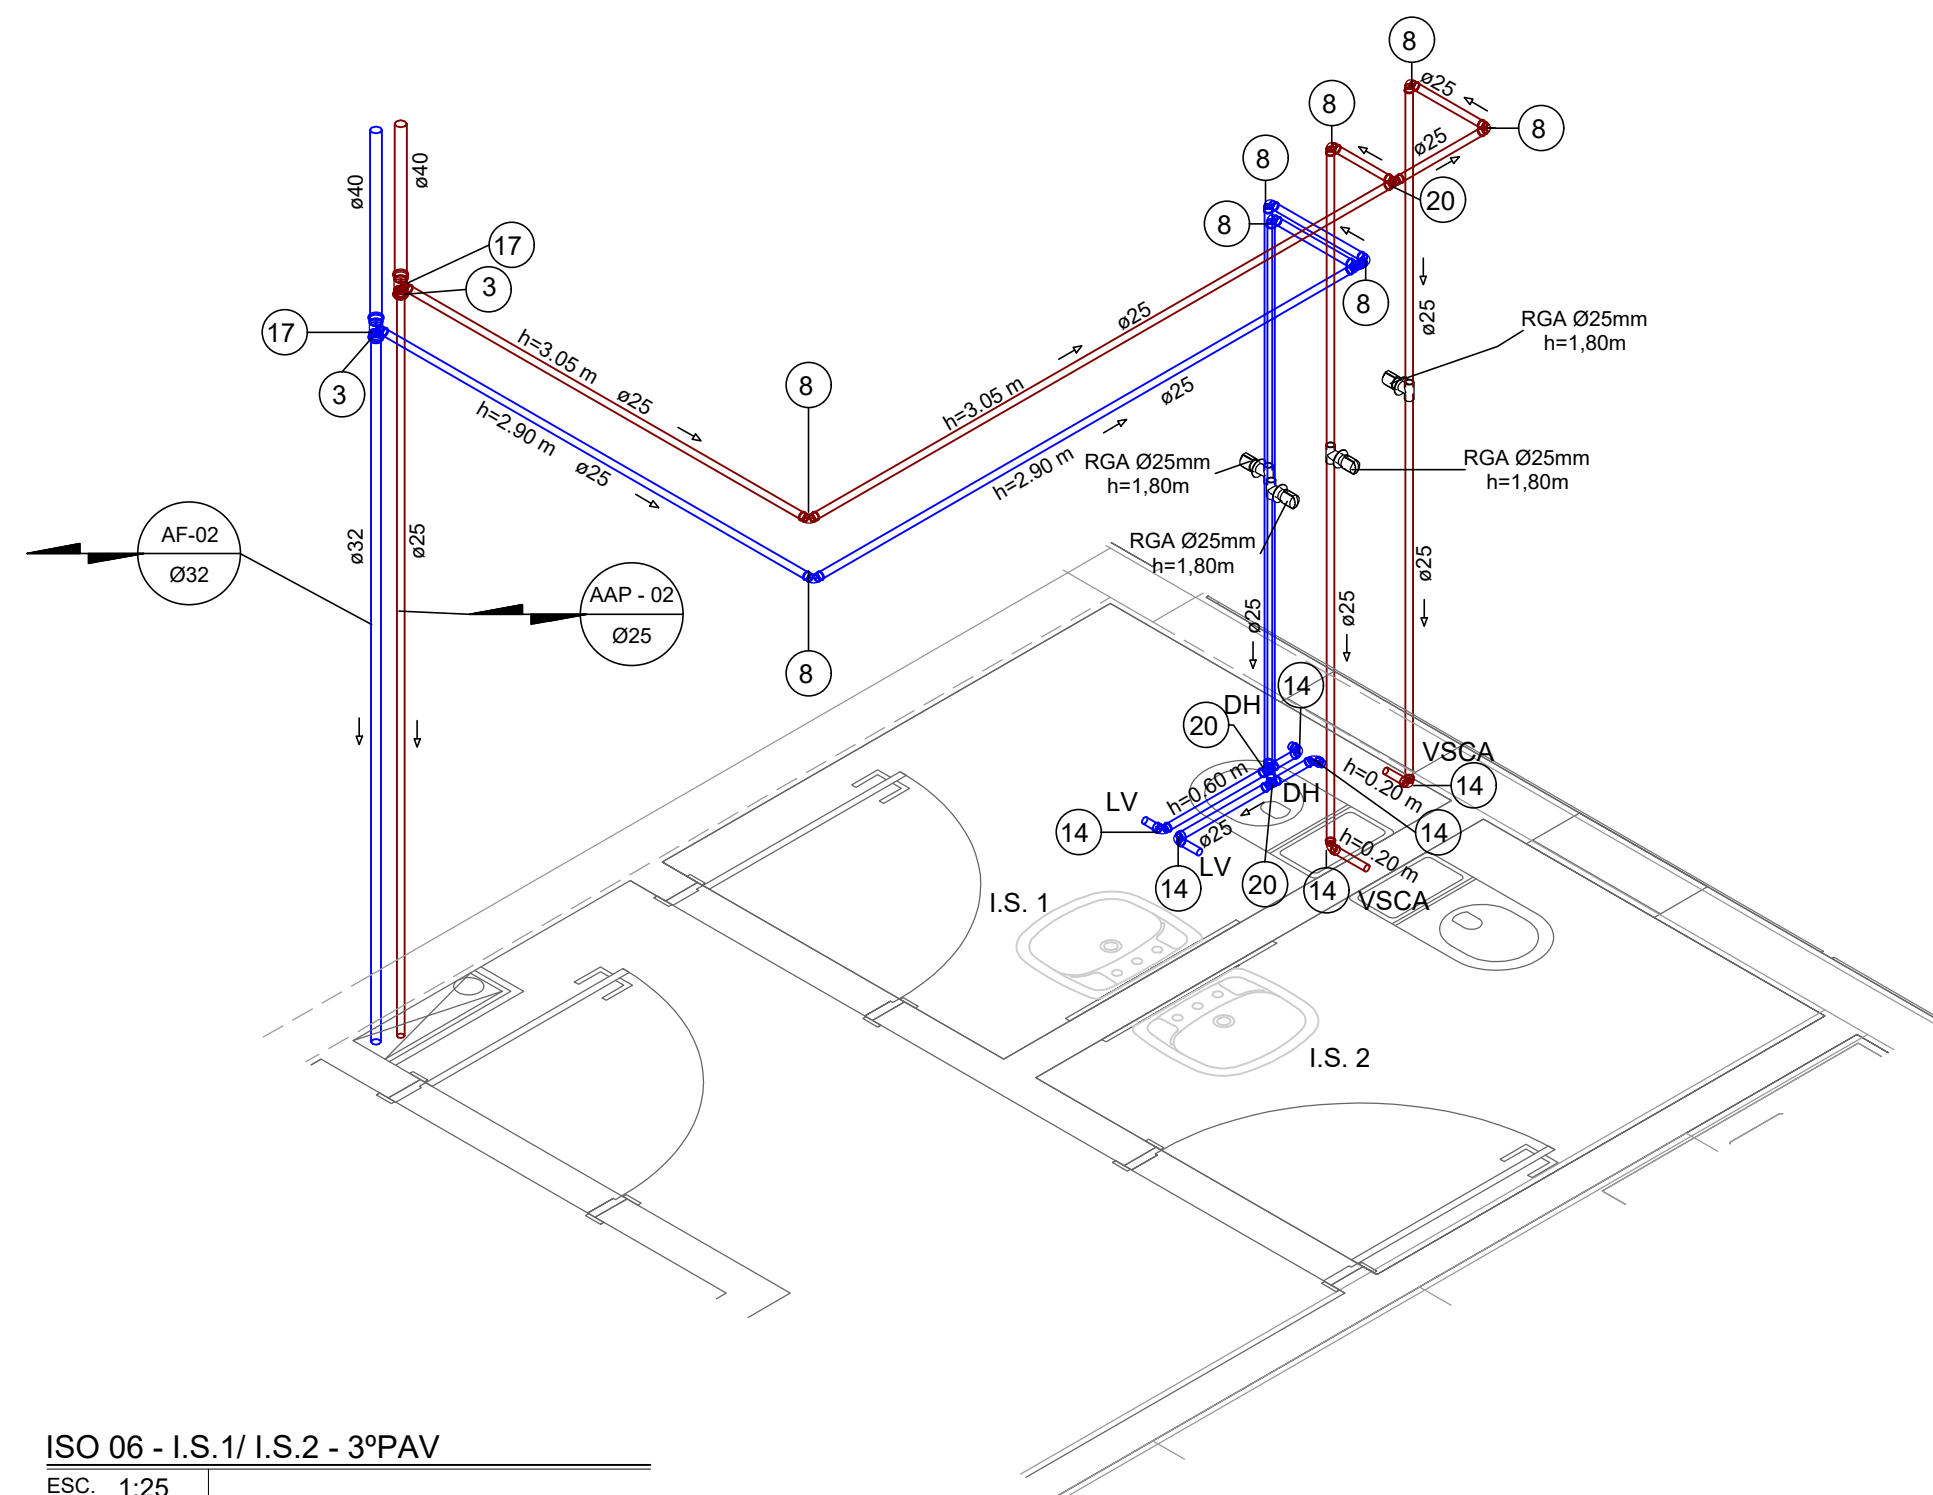 8
ø25
8
8
ø25
ø40
ø40
8
20
8
17
3
17
8
3
ø25
RGA Ø25mm
h=1,80m
ø25
h=3.05 m
ø25
8
h=3.05 m
ø25
h=2.90 m
ø25
RGA Ø25mm
h=1,80m
RGA Ø25mm
h=1,80m
h=2.90 m
AF-02
Ø32
ø32
ø25
RGA Ø25mm
h=1,80m
ø25
AAP - 02
Ø25
ø25
ø25
8
14
DH
20
VSCA
h=0.60 m
h=0.20 m
14
DH
LV
14
ø25
14
h=0.20 m
LV
14
20
14
VSCA
I.S. 1
I.S. 2
ISO 06 - I.S.1/ I.S.2 - 3ºPAV
ESC. 1:25